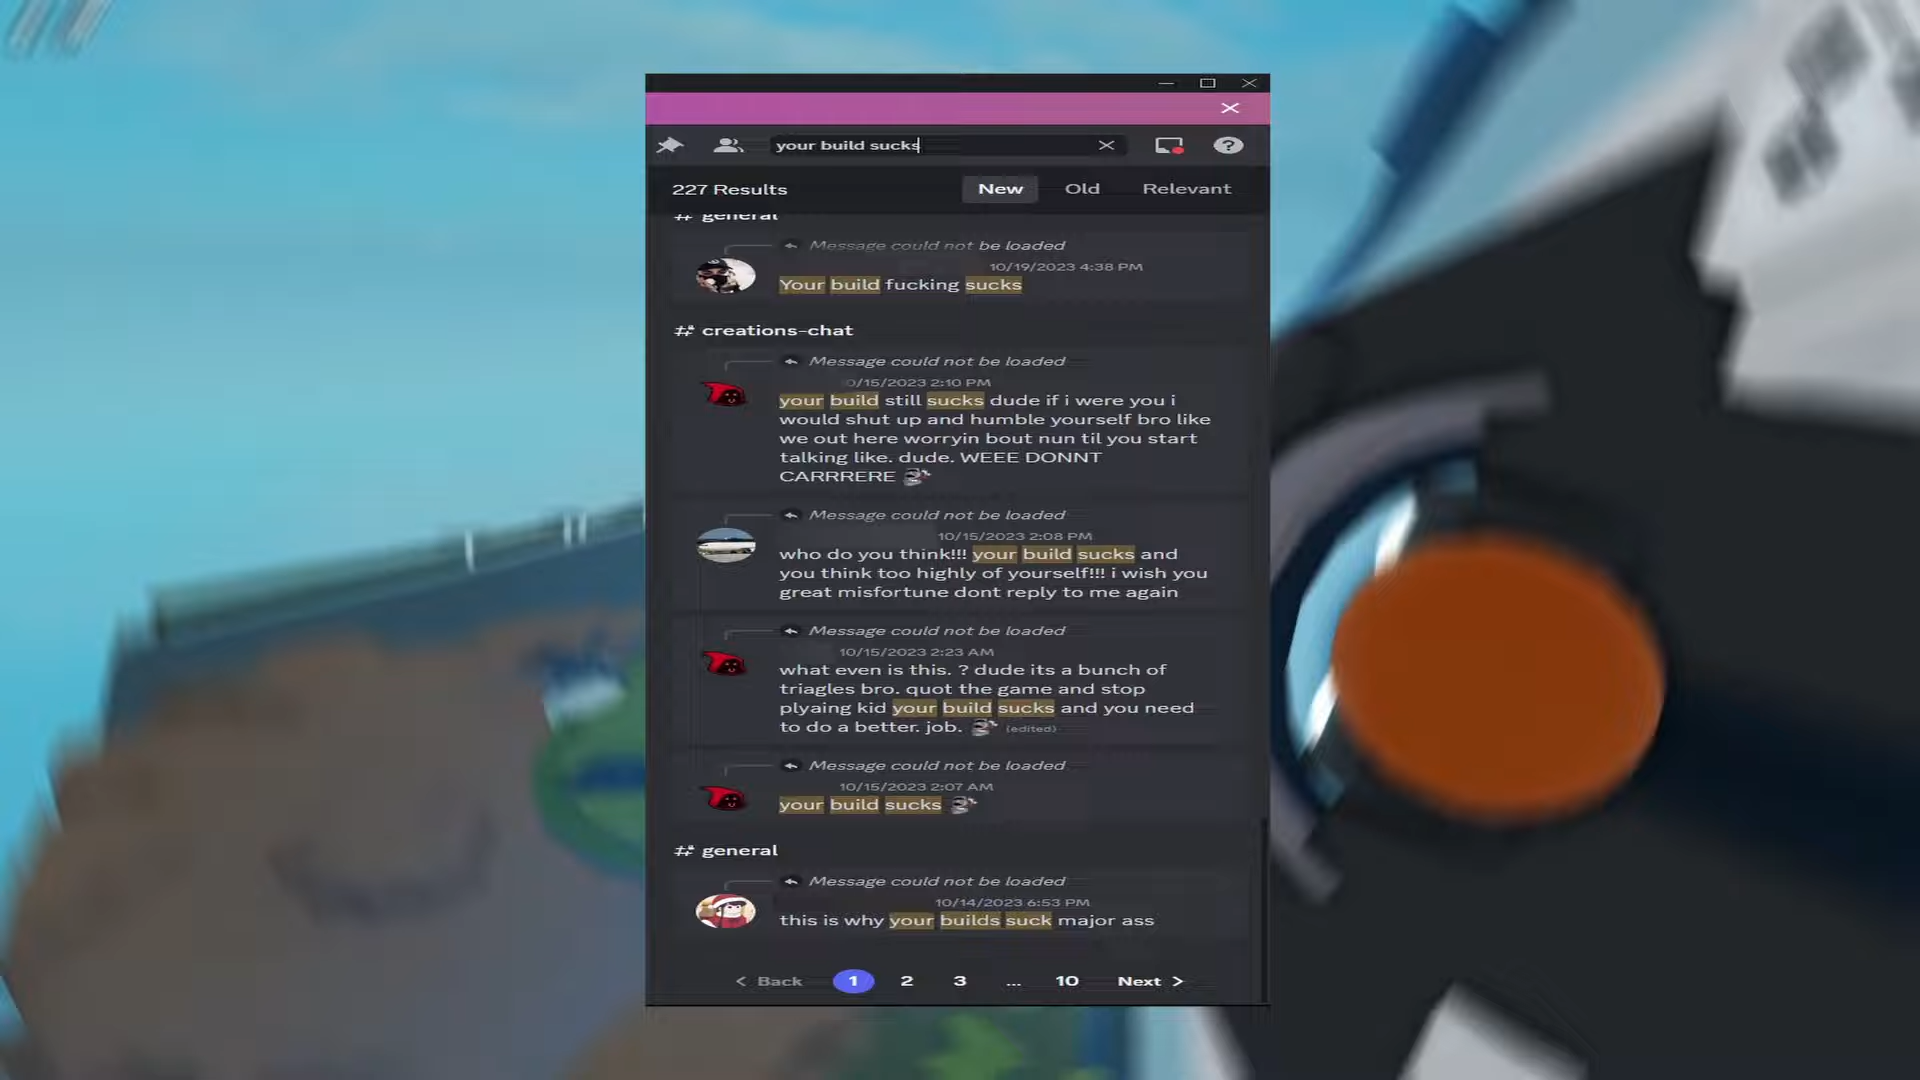 your build sucks
227 Results
New
Old
Relevant
general
Message could not be loaded
10/19/2023 4:38 PM
Your build fucking sucks
creations-chat
Message could not be loaded
0/15/2023 2:10 PM
your build still sucks dude if i were you i
would shut up and humble yourself bro like
we out here worryin bout nun til you start
talking like. dude. WEEE DONNT
CARRRERE
Message could not be loaded
10/15/2023 2:08 PM
who do you think!!! your build sucks and
you think too highly of yourself!!! i wish you
great misfortune dont reply to me again
Message could not be loaded
10/15/2023 2:23 AM
what even is this. ? dude its a bunch of
triagles bro. quot the game and stop
plyaing kid your build sucks and you need
to do a better. job. (edited)
Message could not be loaded
10/15/2023 2:07 AM
your build sucks
general
Message could not be loaded
10/14/2023 6:53 PM
this is why your builds suck major ass
< Back 1 2 3 ... 10 Next >